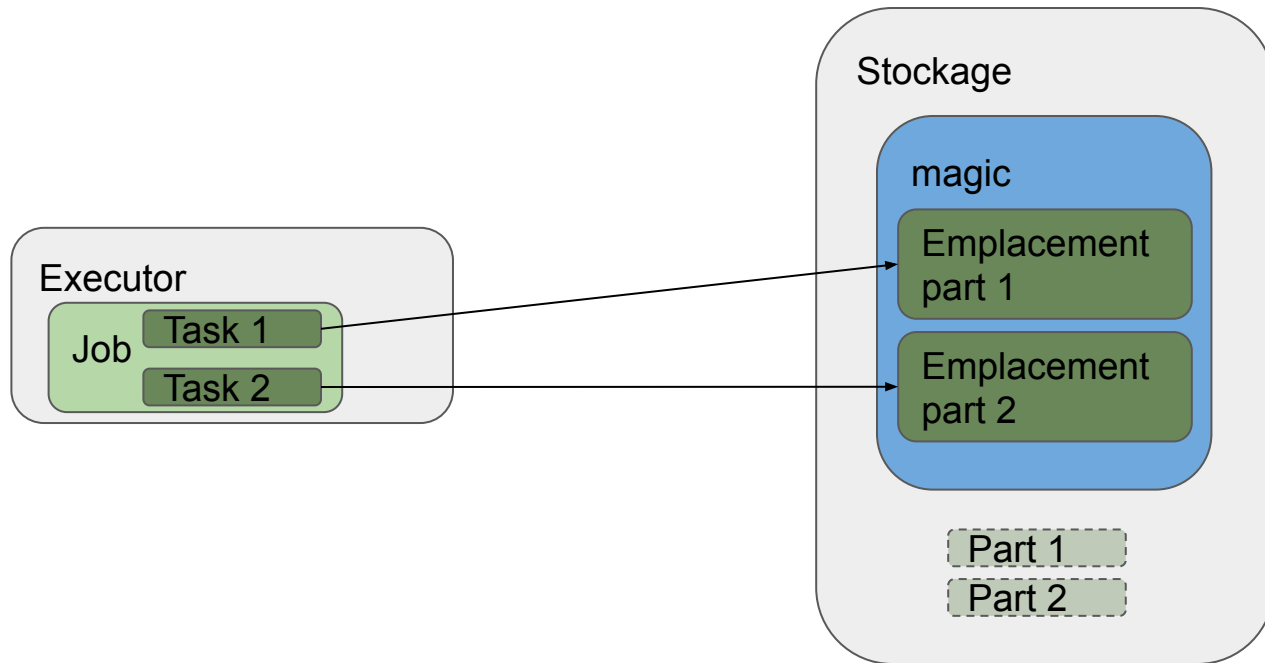 Stockage
magic
Emplacement
part 1
Emplacement
part 2
Executor
Job
Task 1
Task 2
Part 1
Part 2